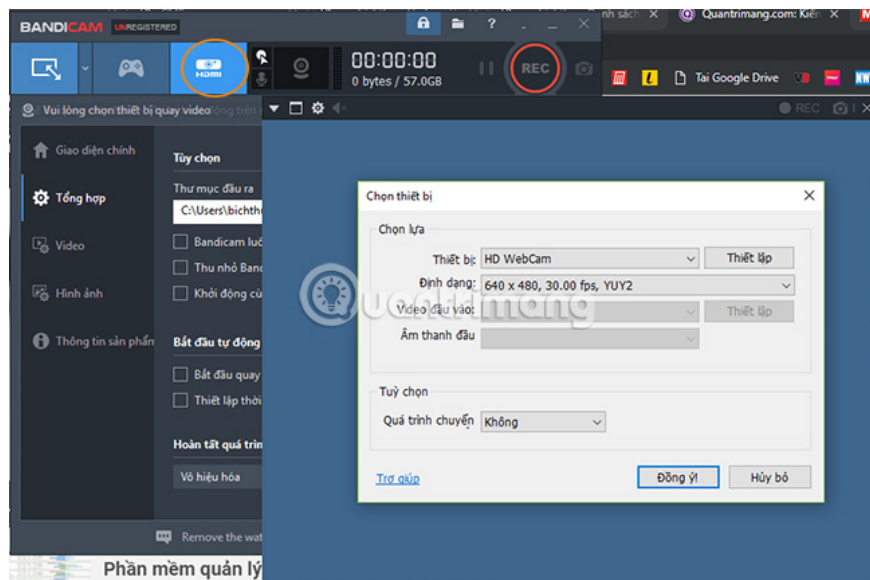 BANDICAM UNREGISTERED
?
nh sách
Quantrimang.com: Kiến
HDMI
00:00:00
0 bytes / 57.0GB
REC
Tai Google Drive
Vui lòng chọn thiết bị quay video
REC
Giao diện chính
Tổng hợp
Video
Hình ảnh
Thông tin sản phẩm
Tùy chọn
Thư mục đầu ra
C:\Users\bichth
Bandicam luô
Thu nhỏ Band
Khởi động cù
Bắt đầu tự động
Bắt đầu quay
Thiết lập thời
Hoàn tất quá trìn
Vô hiệu hóa
Remove the wat
Chọn thiết bị
Chọn lựa
Thiết bị: HD WebCam Thiết lập
Định dạng: 640 x 480, 30.00 fps, YUY2
Video đầu vào: Thiết lập
Âm thanh đầu
Tuỳ chọn
Quá trình chuyển Không
Trợ giúp
Đồng ý!
Hủy bỏ
Quantrimang
Phần mềm quản lý